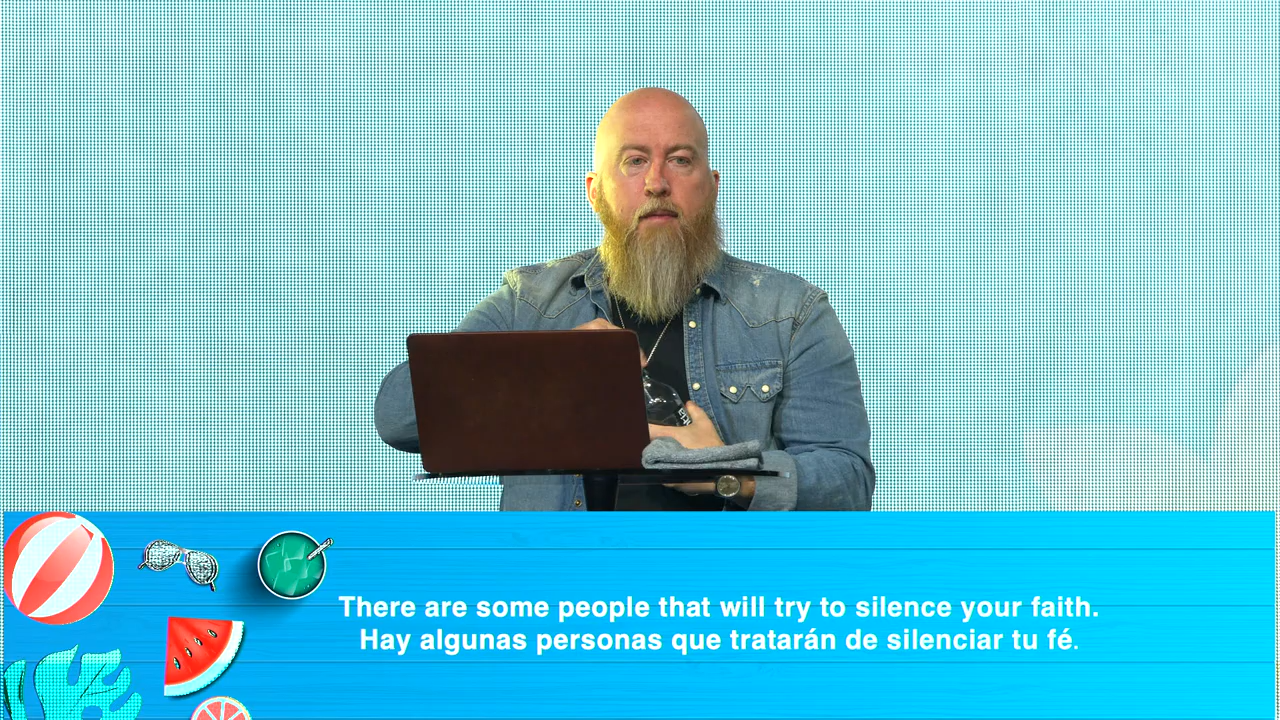 There are some people that will try to silence your faith.
Hay algunas personas que tratarán de silenciar tu fé.